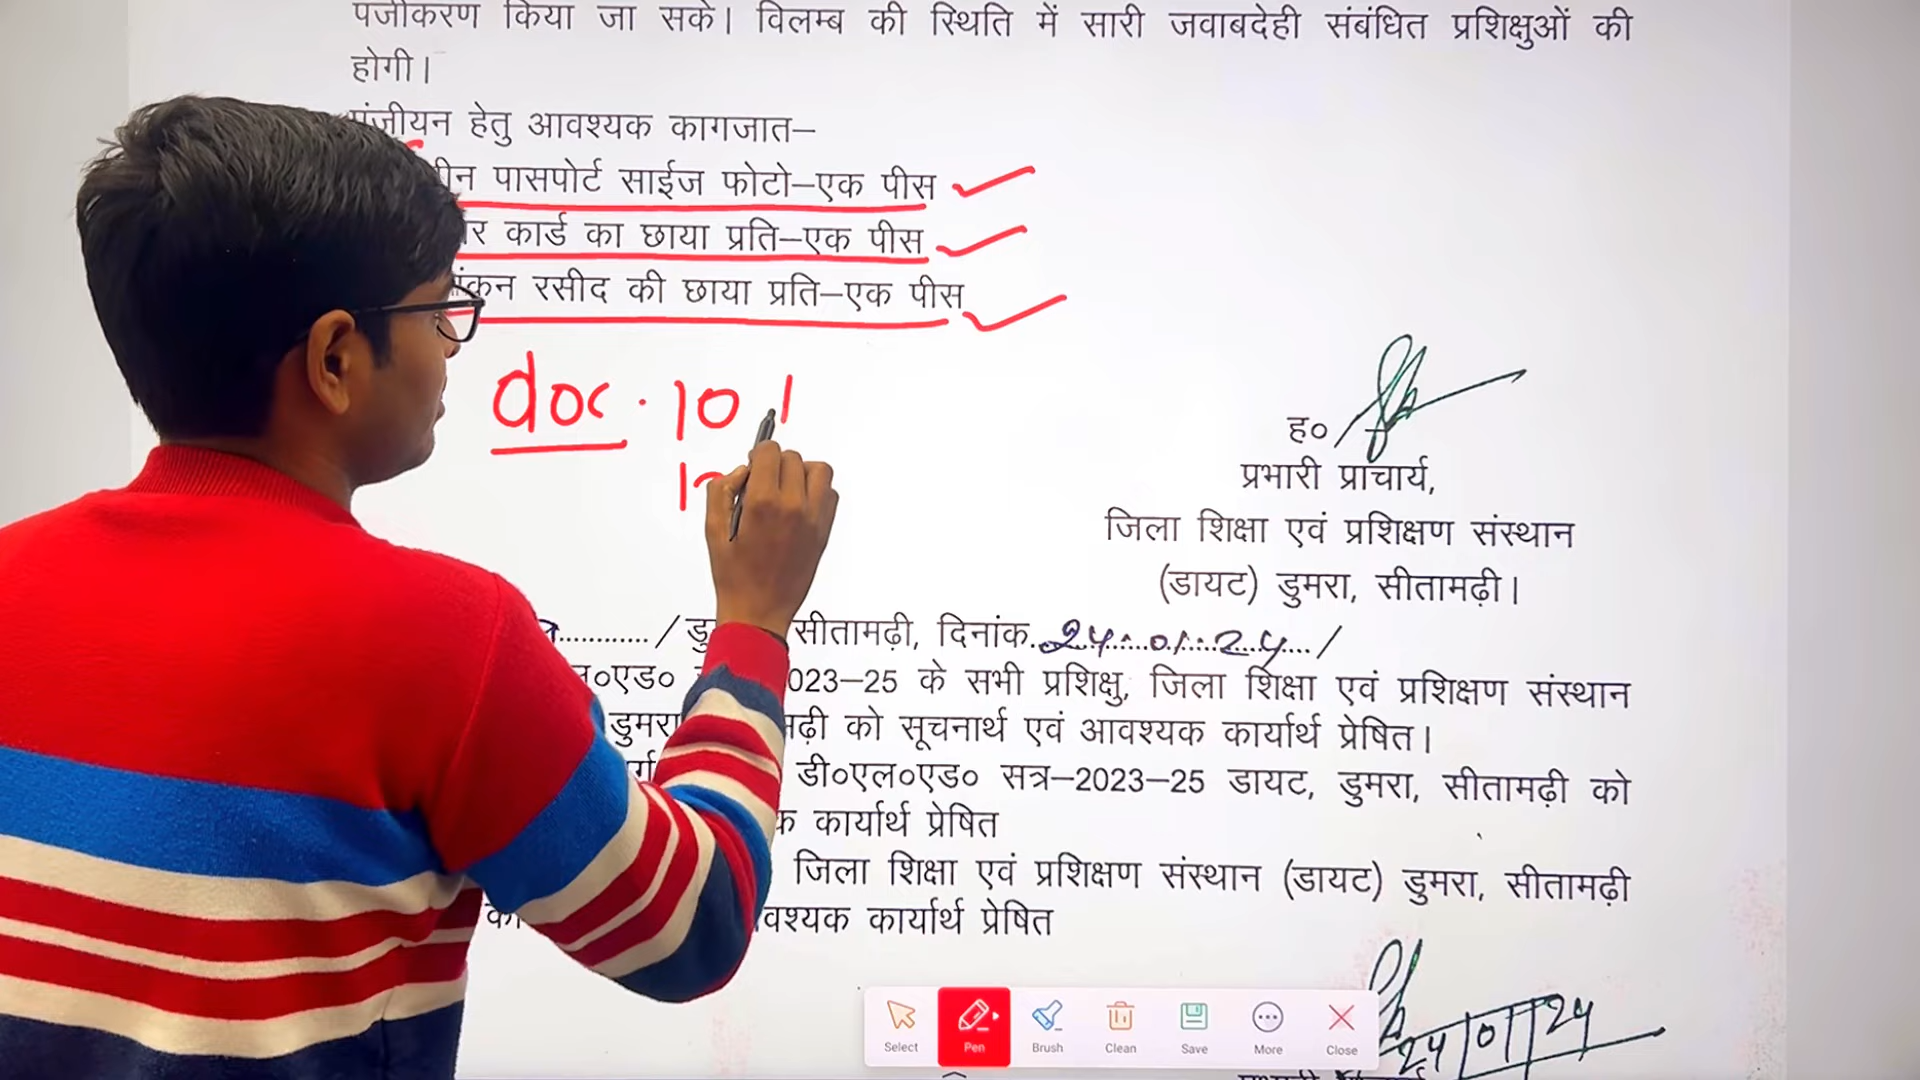 पंजीकरण किया जा सके। विलम्ब की स्थिति में सारी जवाबदेही संबंधित प्रशिक्षुओं की
होगी।
पंजीयन हेतु आवश्यक कागजात–
पासपोर्ट साईज फोटो–एक पीस
कार्ड का छाया प्रति–एक पीस
रसीद की छाया प्रति–एक पीस
doc . 10
ह०
प्रभारी प्राचार्य,
जिला शिक्षा एवं प्रशिक्षण संस्थान
(डायट) डुमरा, सीतामढ़ी।
/ सीतामढ़ी, दिनांक..24.01.24..../
023–25 के सभी प्रशिक्षु, जिला शिक्षा एवं प्रशिक्षण संस्थान
को सूचनार्थ एवं आवश्यक कार्यार्थ प्रेषित।
डी०एल०एड० सत्र–2023–25 डायट, डुमरा, सीतामढ़ी को
कार्यार्थ प्रेषित
जिला शिक्षा एवं प्रशिक्षण संस्थान (डायट) डुमरा, सीतामढ़ी
कार्यार्थ प्रेषित
24|01|24
Select Pen Brush Clean Save More Close